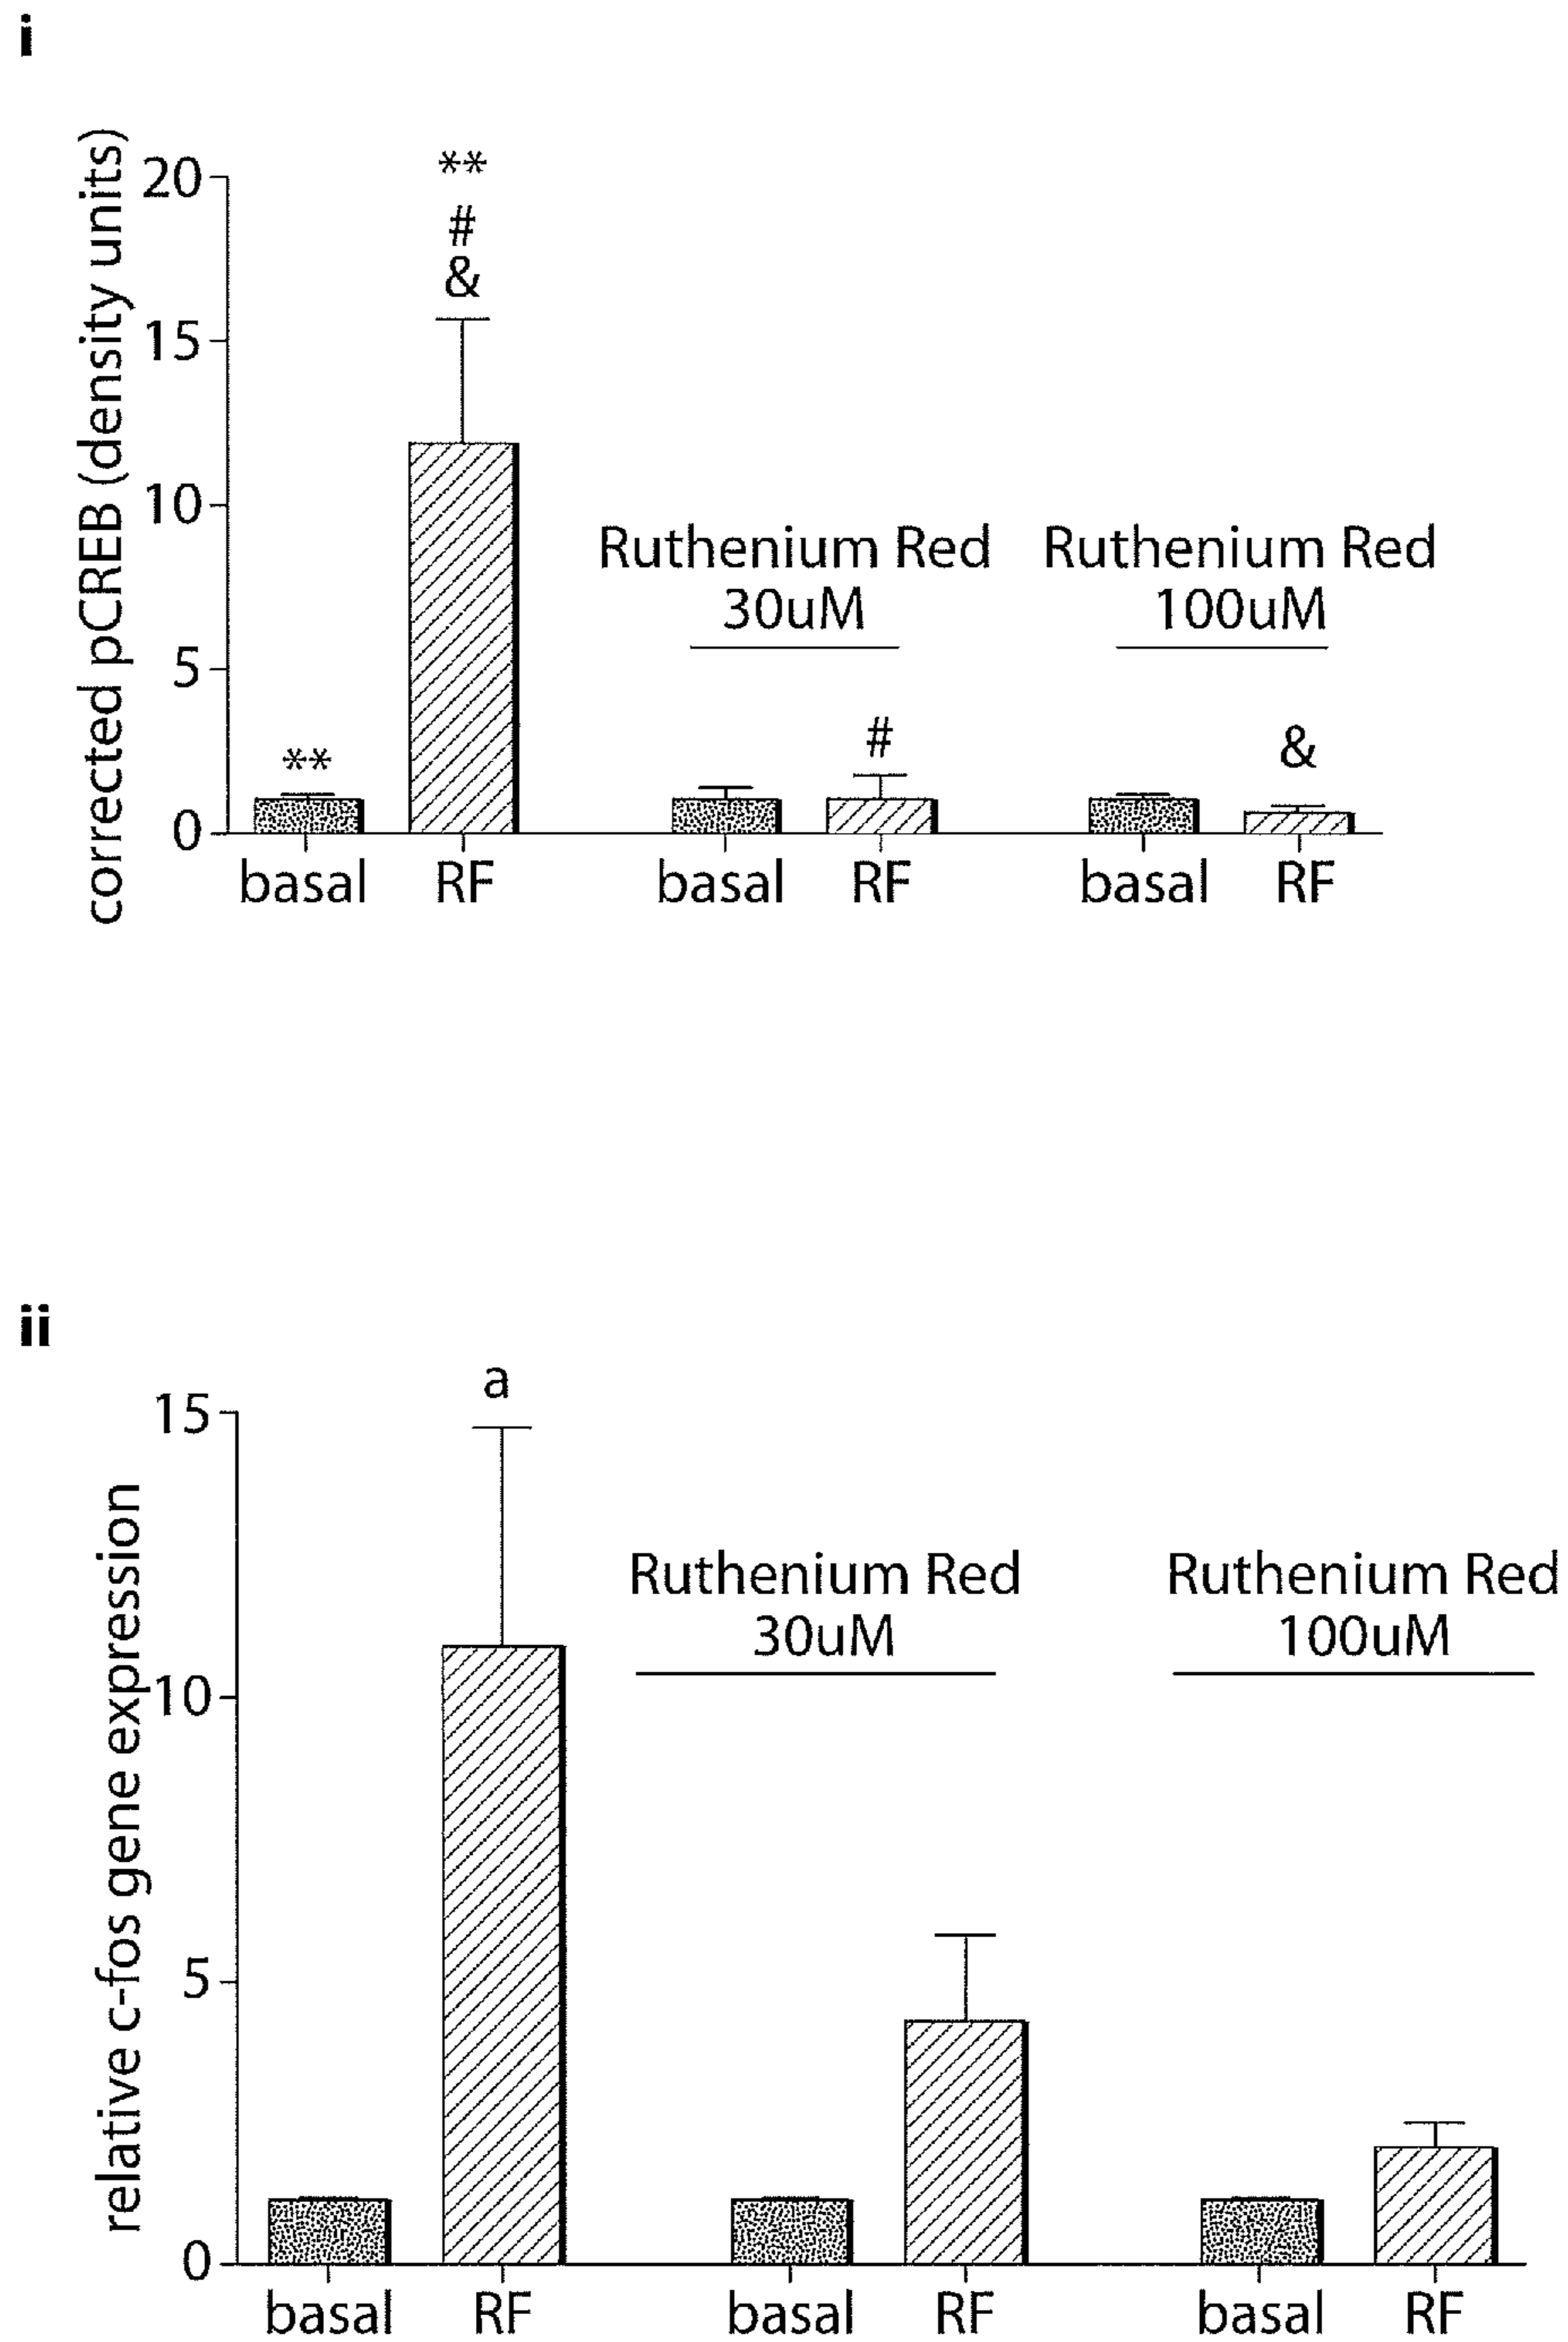 i
corrected pCREB (density units)
20
15
10
5
0
**
**
#
&
Ruthenium Red
30uM
#
Ruthenium Red
100uM
&
basal RF basal RF basal RF
ii
relative c-fos gene expression
15
10
5
0
a
Ruthenium Red
30uM
Ruthenium Red
100uM
basal RF basal RF basal RF